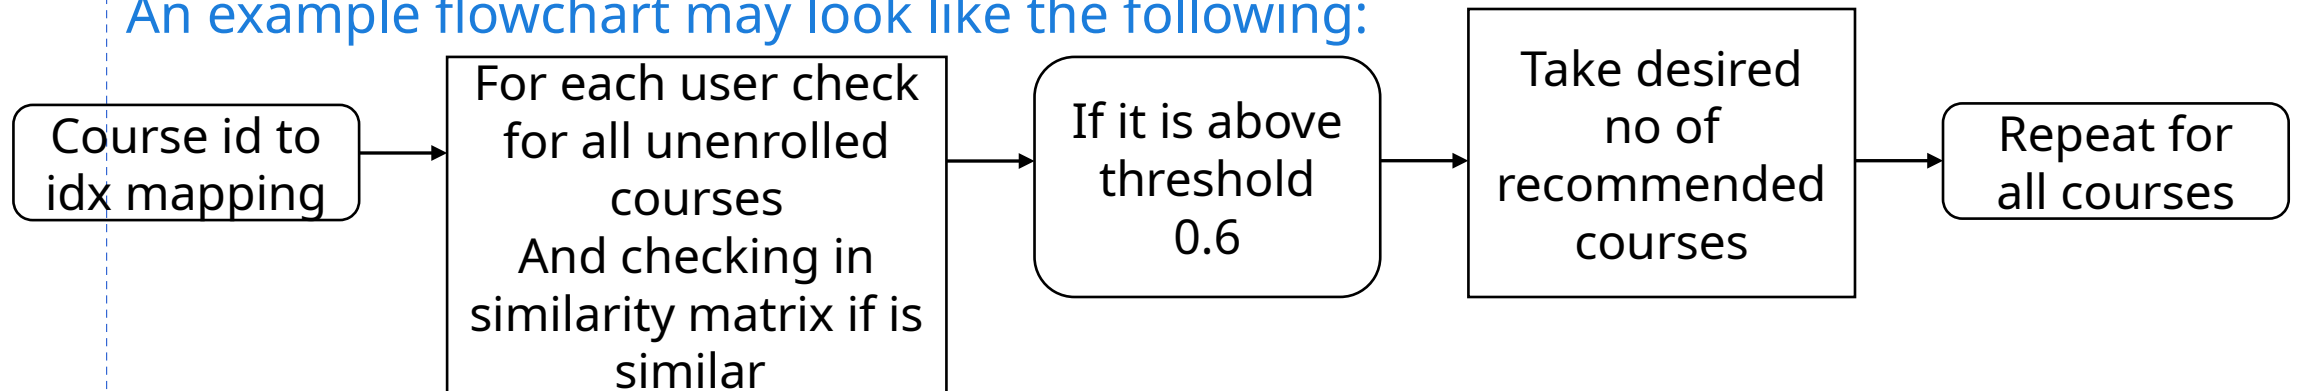 An example flowchart may look like the following:
Course id to
idx mapping
For each user check
for all unenrolled
courses
And checking in
similarity matrix if is
similar
If it is above
threshold
0.6
Take desired
no of
recommended
courses
Repeat for
all courses